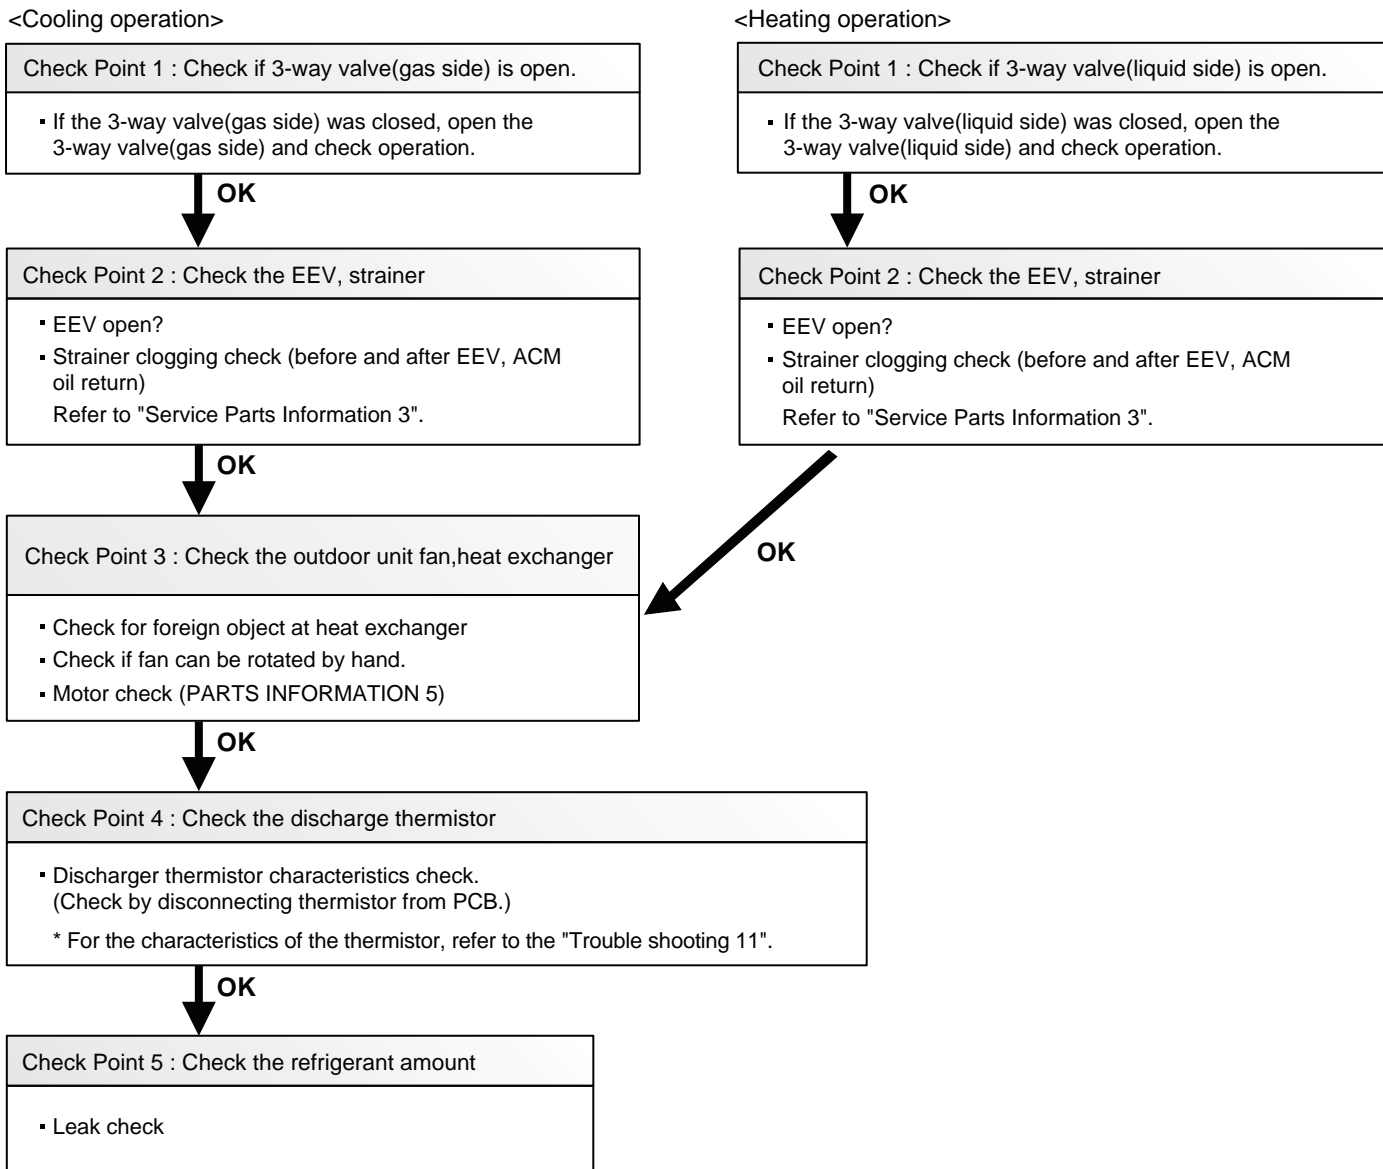 <Cooling operation>
Check Point 1 : Check if 3-way valve(gas side) is open.
▪ If the 3-way valve(gas side) was closed, open the
3-way valve(gas side) and check operation.
OK
Check Point 2 : Check the EEV, strainer
▪ EEV open?
▪ Strainer clogging check (before and after EEV, ACM
oil return)
Refer to "Service Parts Information 3".
OK
<Heating operation>
Check Point 1 : Check if 3-way valve(liquid side) is open.
▪ If the 3-way valve(liquid side) was closed, open the
3-way valve(liquid side) and check operation.
OK
Check Point 2 : Check the EEV, strainer
▪ EEV open?
▪ Strainer clogging check (before and after EEV, ACM
oil return)
Refer to "Service Parts Information 3".
OK
Check Point 3 : Check the outdoor unit fan,heat exchanger
▪ Check for foreign object at heat exchanger
▪ Check if fan can be rotated by hand.
▪ Motor check (PARTS INFORMATION 5)
OK
Check Point 4 : Check the discharge thermistor
▪ Discharger thermistor characteristics check.
(Check by disconnecting thermistor from PCB.)
* For the characteristics of the thermistor, refer to the "Trouble shooting 11".
OK
Check Point 5 : Check the refrigerant amount
▪ Leak check